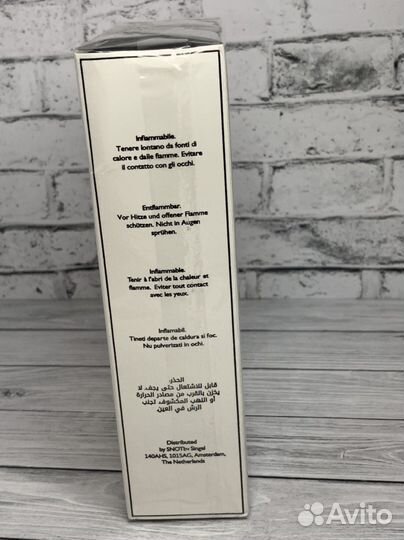 Infiammabile.
Tenere lontano da fonti di
calore e dalle fiamme. Evitare
il contatto con gli occhi.
Entflammbar.
Vor Hitze und offener Flamme
schützen. Nicht in Augen
sprühen.
Inflammable.
Tenir à l'abri de la chaleur et
flamme. Eviter tout contact
avec les yeux.
Inflamabil.
Tineti departe de caldura si foc.
Nu pulverizati in ochi.
الحذر.
قابل للاشتعال حتى يجف. لا
يخزن بالقرب من مصادر الحرارة
أو اللهب المكشوف. تجنب
الرش في العين.
Distributed
by SNOTbv Singel
140AHS, 1015AG, Amsterdam,
The Netherlands
Avito